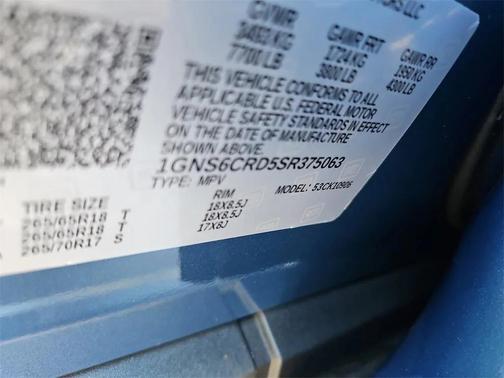 MOTORS LLC
GVWR GAWR FRT GAWR RR
KG 1724 KG 1950 KG
7700 LB 3800 LB 4300 LB
THIS VEHICLE CONFORMS TO ALL
APPLICABLE U.S. FEDERAL MOTOR
VEHICLE SAFETY STANDARDS IN EFFECT
ON THE DATE OF MANUFACTURE
SHOWN ABOVE.
1GNS6CRD5SR375063
TYPE: MPV MODEL: 53CK10906
TIRE SIZE RIM
265/65R18 T 18X8.5J
265/65R18 T 18X8.5J
265/70R17 S 17X8J